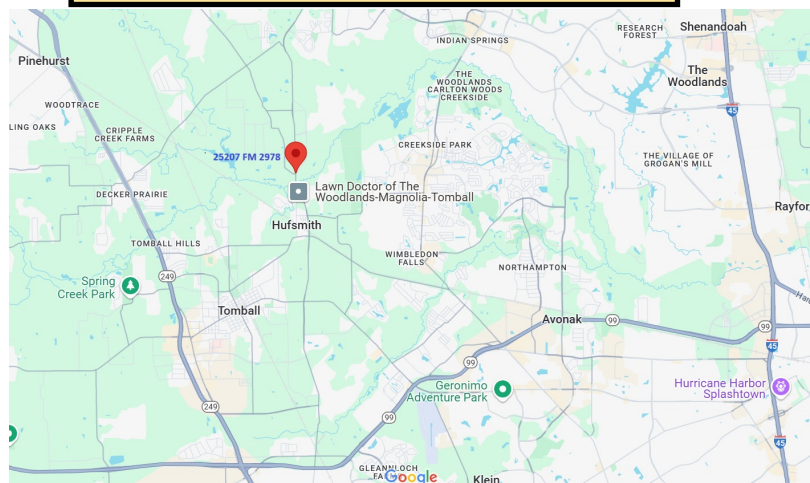 RESEARCH
FOREST
Shenandoah
INDIAN SPRINGS
Pinehurst
THE
WOODLANDS
CARLTON WOODS
CREEKSIDE
The
Woodlands
WOODTRACE
45
LING OAKS
CRIPPLE
CREEK FARMS
CREEKSIDE PARK
25207 FM 2978
THE VILLAGE OF
GROGAN'S MILL
Lawn Doctor of The
Woodlands-Magnolia-Tomball
DECKER PRAIRIE
Rayfor
Hufsmith
TOMBALL HILLS
WIMBLEDON
FALLS
NORTHAMPTON
249
Spring
Creek Park
Tomball
Avonak
99
99
45
99
Hurricane Harbor
Splashtown
Geronimo
Adventure Park
249
99
45
GLEANNLOCH
Google
Klein